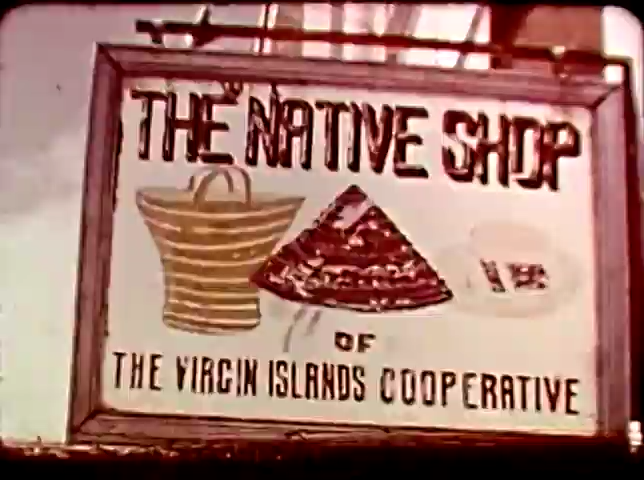 THE NATIVE SHOP
OF
THE VIRGIN ISLANDS COOPERATIVE